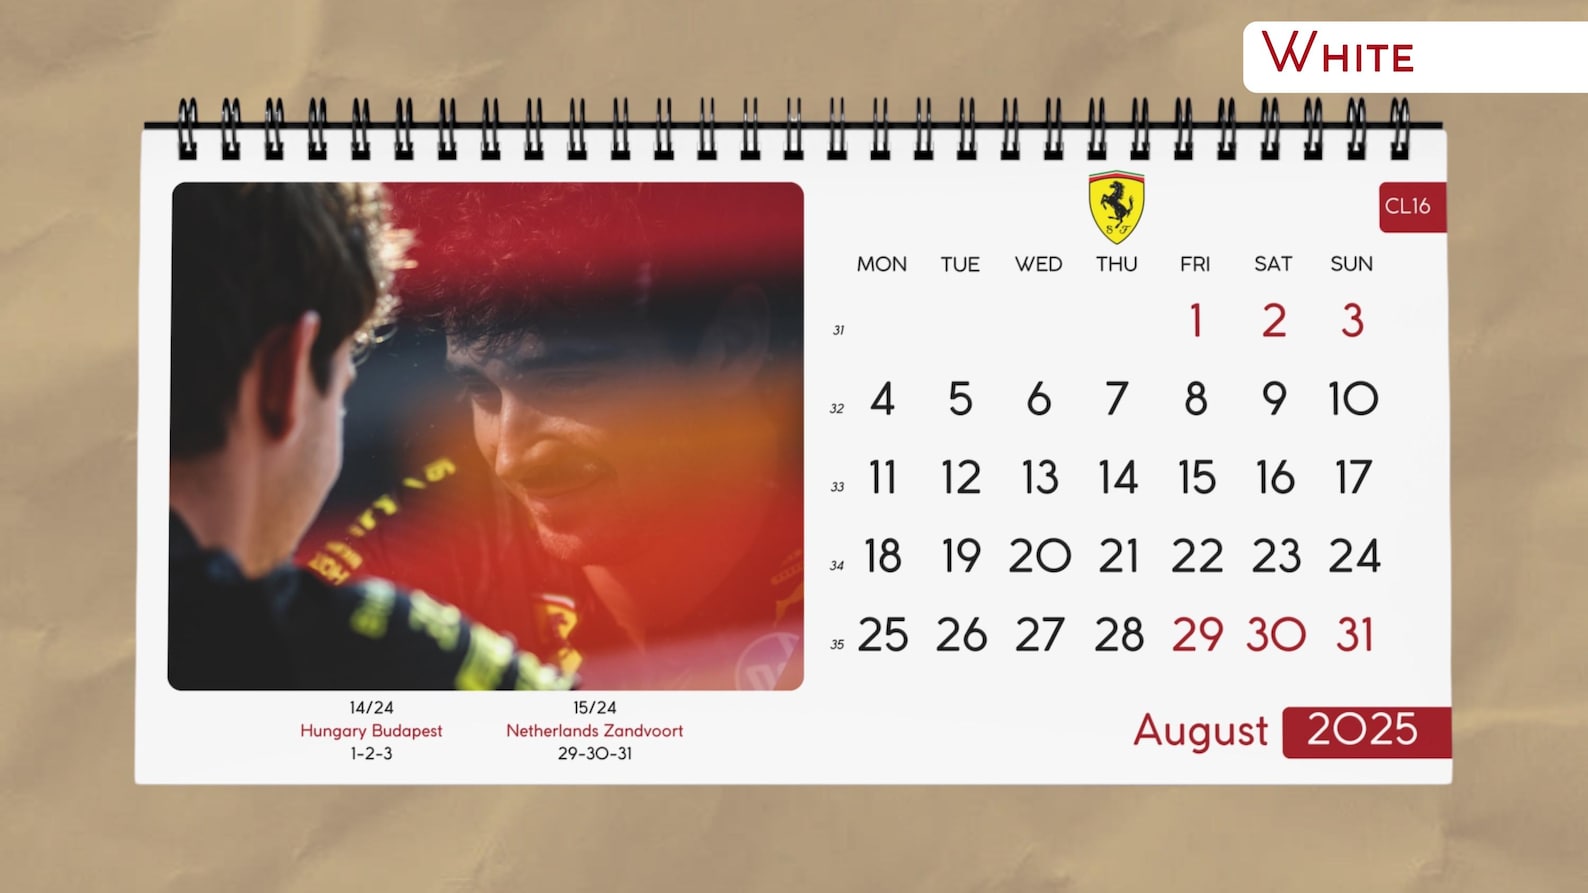 White
CL16
MON TUE WED THU FRI SAT SUN
31 1 2 3
32 4 5 6 7 8 9 10
33 11 12 13 14 15 16 17
34 18 19 20 21 22 23 24
35 25 26 27 28 29 30 31
S F
14/24
Hungary Budapest
1-2-3
15/24
Netherlands Zandvoort
29-30-31
August 2025